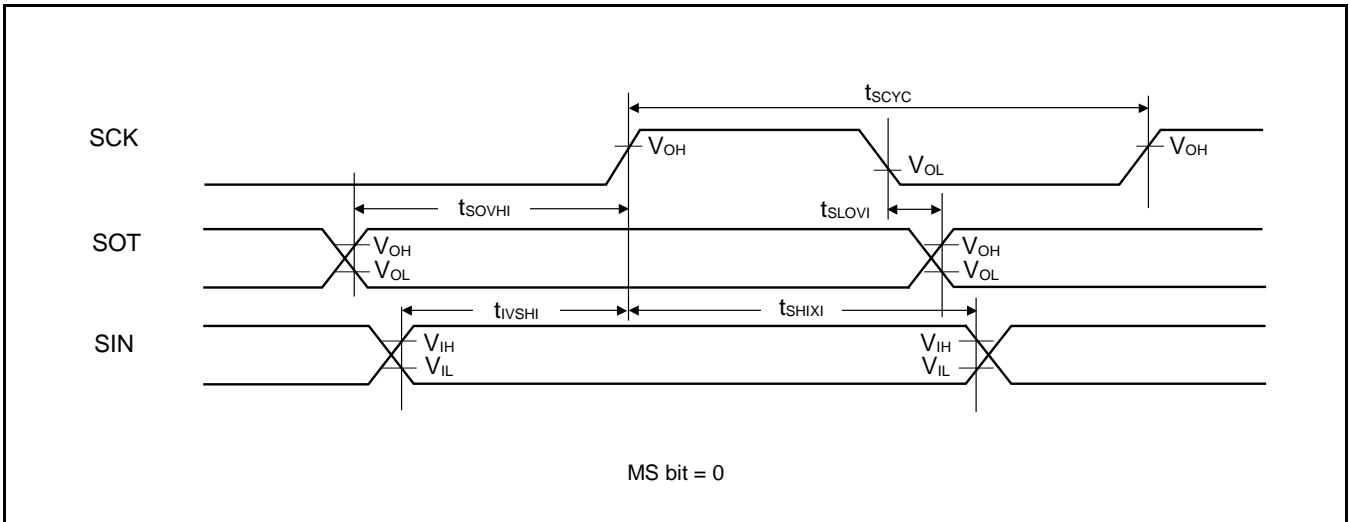 tSCYC
SCK
VOH
VOL
VOH
tSOVHI
tSLOVI
SOT
VOH
VOL
VOH
VOL
tIVSHI
tSHIXI
SIN
VIH
VIL
VIH
VIL
MS bit = 0